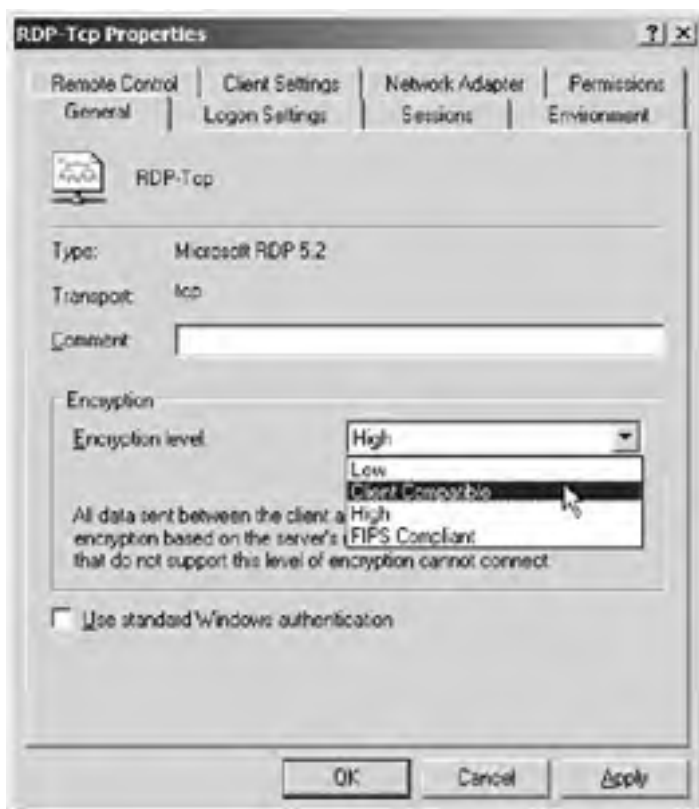 RDP-Tcp Properties
? X
Remote Control Client Settings Network Adapter Permissions
General Logon Settings Sessions Environment
RDP-Tcp
Type: Microsoft RDP 5.2
Transport: tcp
Comment:
Encryption
Encryption level: High
Low
Client Compatible
High
FIPS Compliant
All data sent between the client a
encryption based on the server's
that do not support this level of encryption cannot connect
Use standard Windows authentication
OK Cancel Apply